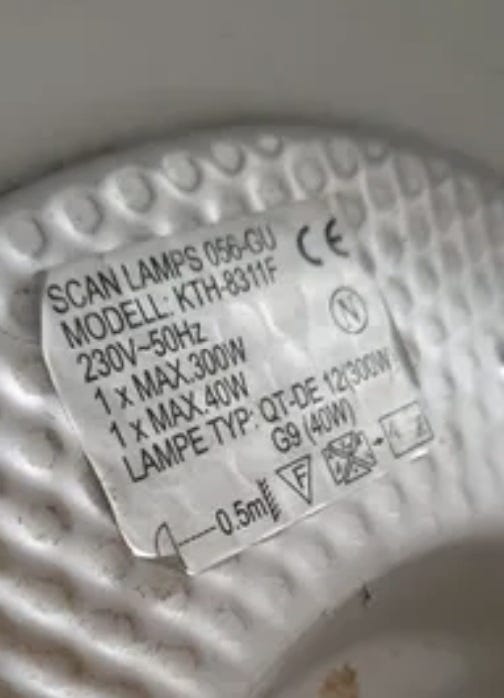 SCAN LAMPS 056-GU
CE
MODELL: KTH-8311F
230V~50Hz
N
1 x MAX.300W
1 x MAX.40W
LAMPE TYP: QT-DE 12(300W)
G9 (40W)
0.5m
F